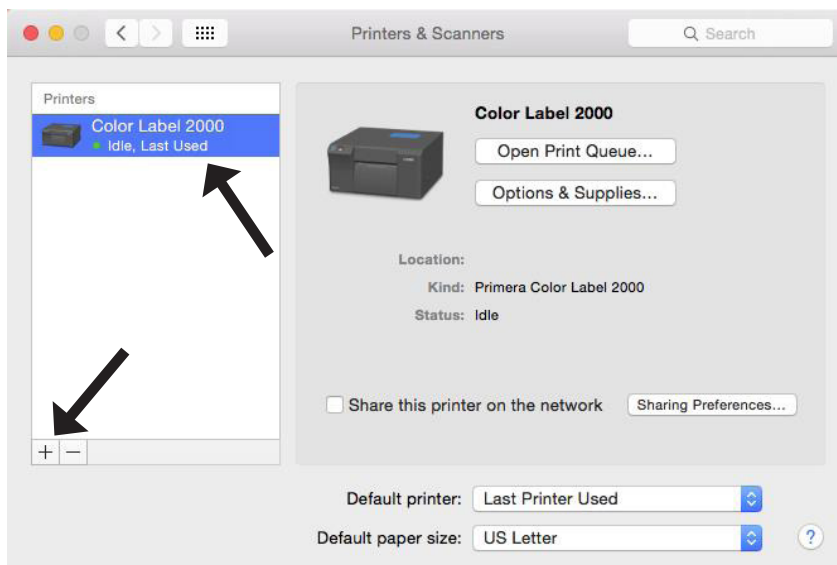 Printers & Scanners
Search
Printers
Color Label 2000
Idle, Last Used
Color Label 2000
Open Print Queue...
Options & Supplies...
Location:
Kind: Primera Color Label 2000
Status: Idle
Share this printer on the network Sharing Preferences...
+ −
Default printer: Last Printer Used
Default paper size: US Letter ?